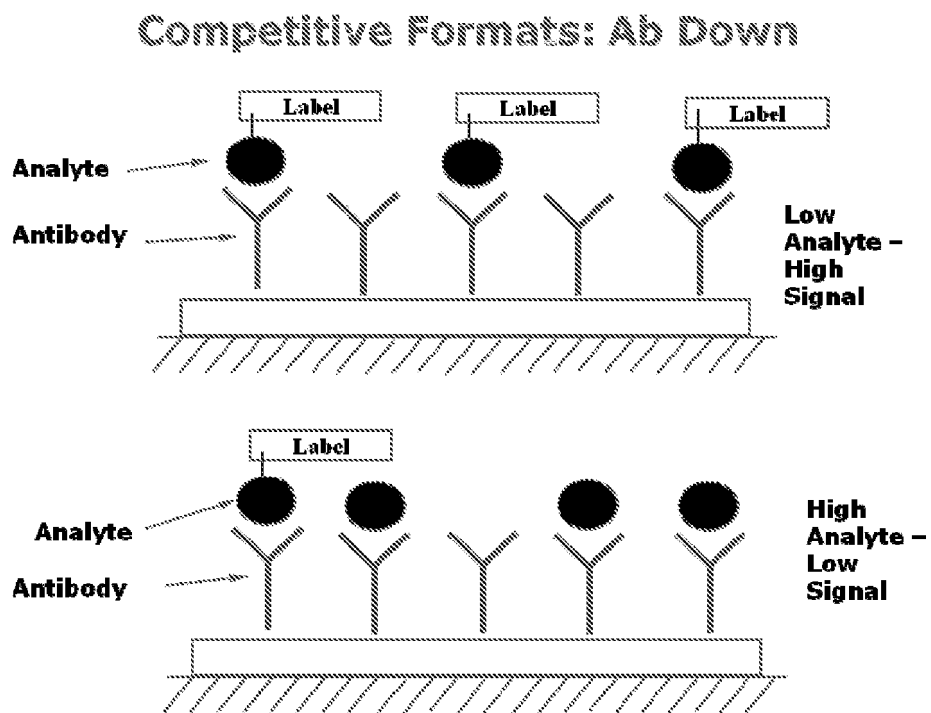 Competitive Formats: Ab Down
Label
Label
Label
Analyte
Antibody
Low
Analyte –
High
Signal
Label
Analyte
Antibody
High
Analyte –
Low
Signal